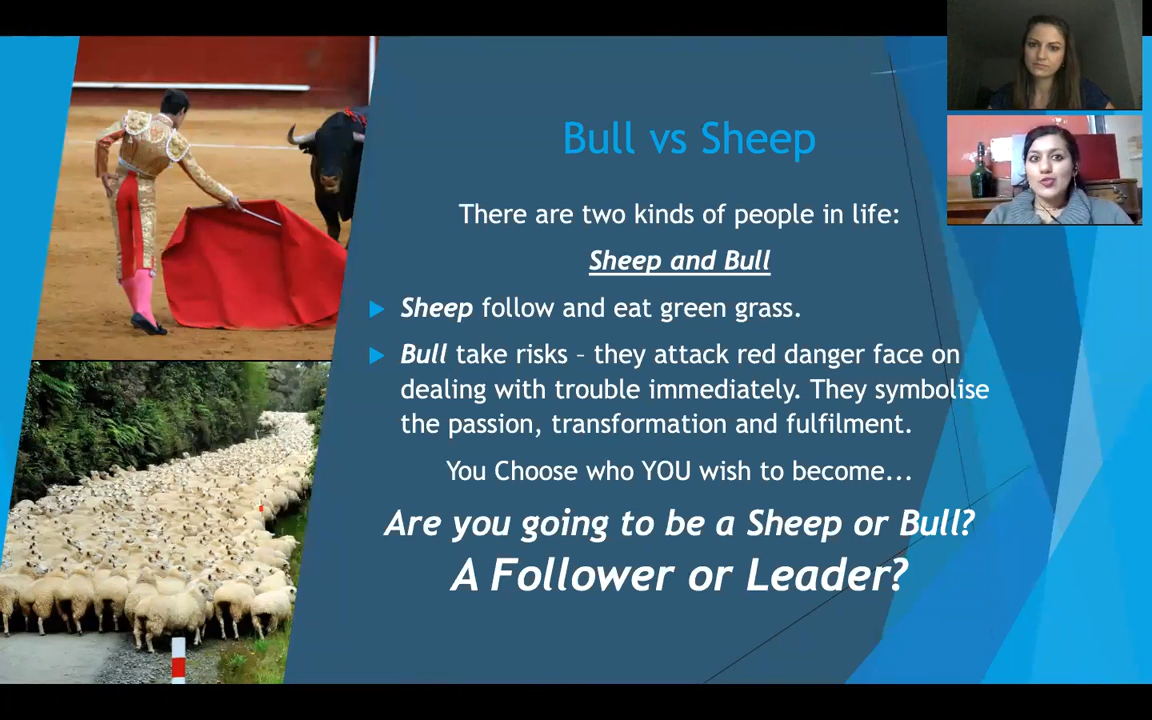 Bull vs Sheep
There are two kinds of people in life:
Sheep and Bull
Sheep follow and eat green grass.
Bull take risks – they attack red danger face on
dealing with trouble immediately. They symbolise
the passion, transformation and fulfilment.
You Choose who YOU wish to become...
Are you going to be a Sheep or Bull?
A Follower or Leader?